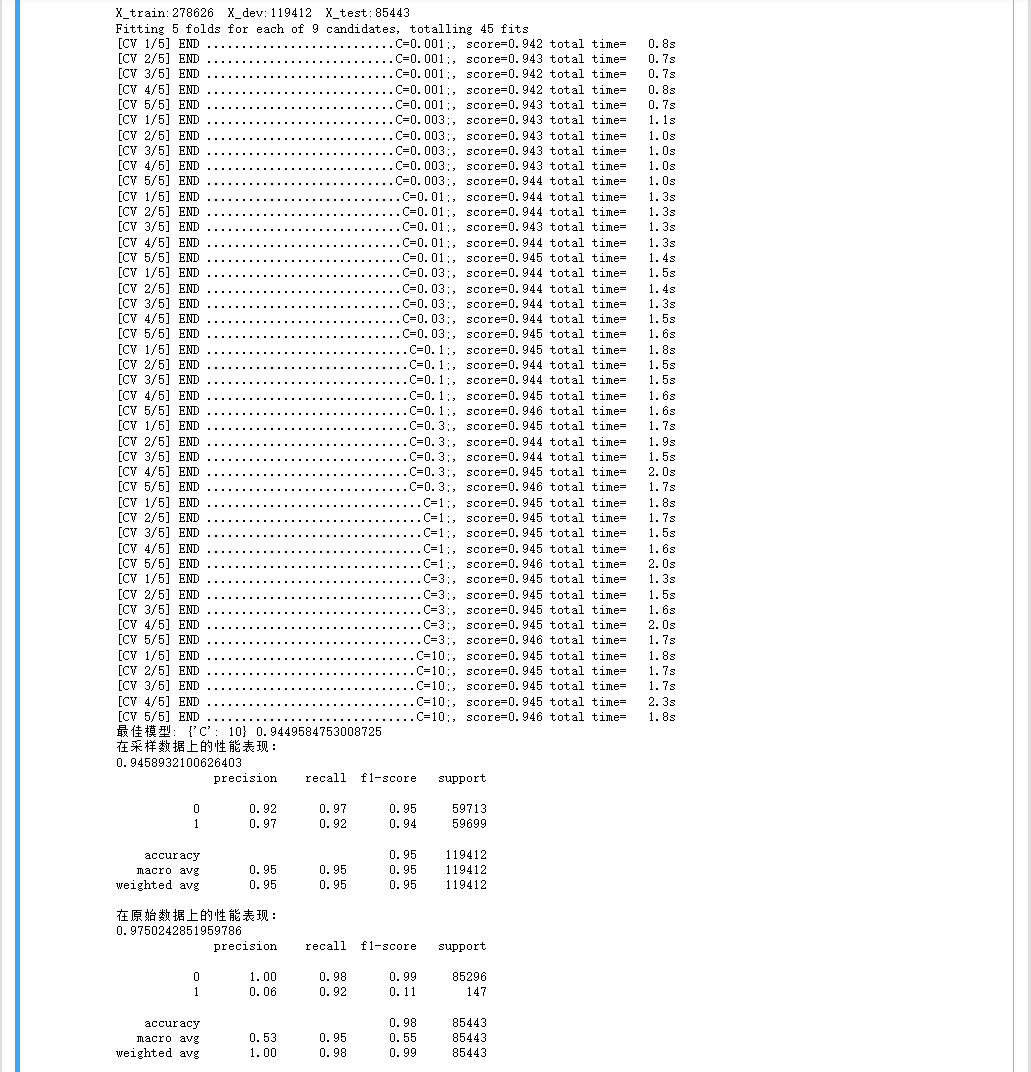 X_train:278626  X_dev:119412  X_test:85443
Fitting 5 folds for each of 9 candidates, totalling 45 fits
[CV 1/5] END ...........................C=0.001;, score=0.942 total time=   0.8s
[CV 2/5] END ...........................C=0.001;, score=0.943 total time=   0.7s
[CV 3/5] END ...........................C=0.001;, score=0.942 total time=   0.7s
[CV 4/5] END ...........................C=0.001;, score=0.942 total time=   0.8s
[CV 5/5] END ...........................C=0.001;, score=0.943 total time=   0.7s
[CV 1/5] END ...........................C=0.003;, score=0.943 total time=   1.1s
[CV 2/5] END ...........................C=0.003;, score=0.943 total time=   1.0s
[CV 3/5] END ...........................C=0.003;, score=0.943 total time=   1.0s
[CV 4/5] END ...........................C=0.003;, score=0.943 total time=   1.0s
[CV 5/5] END ...........................C=0.003;, score=0.944 total time=   1.0s
[CV 1/5] END ............................C=0.01;, score=0.944 total time=   1.3s
[CV 2/5] END ............................C=0.01;, score=0.944 total time=   1.3s
[CV 3/5] END ............................C=0.01;, score=0.943 total time=   1.3s
[CV 4/5] END ............................C=0.01;, score=0.944 total time=   1.3s
[CV 5/5] END ............................C=0.01;, score=0.945 total time=   1.4s
[CV 1/5] END ............................C=0.03;, score=0.944 total time=   1.5s
[CV 2/5] END ............................C=0.03;, score=0.944 total time=   1.4s
[CV 3/5] END ............................C=0.03;, score=0.944 total time=   1.3s
[CV 4/5] END ............................C=0.03;, score=0.944 total time=   1.5s
[CV 5/5] END ............................C=0.03;, score=0.945 total time=   1.6s
[CV 1/5] END .............................C=0.1;, score=0.945 total time=   1.8s
[CV 2/5] END .............................C=0.1;, score=0.944 total time=   1.5s
[CV 3/5] END .............................C=0.1;, score=0.944 total time=   1.5s
[CV 4/5] END .............................C=0.1;, score=0.945 total time=   1.6s
[CV 5/5] END .............................C=0.1;, score=0.946 total time=   1.6s
[CV 1/5] END .............................C=0.3;, score=0.945 total time=   1.7s
[CV 2/5] END .............................C=0.3;, score=0.944 total time=   1.9s
[CV 3/5] END .............................C=0.3;, score=0.944 total time=   1.5s
[CV 4/5] END .............................C=0.3;, score=0.945 total time=   2.0s
[CV 5/5] END .............................C=0.3;, score=0.946 total time=   1.7s
[CV 1/5] END ...............................C=1;, score=0.945 total time=   1.8s
[CV 2/5] END ...............................C=1;, score=0.945 total time=   1.7s
[CV 3/5] END ...............................C=1;, score=0.945 total time=   1.5s
[CV 4/5] END ...............................C=1;, score=0.945 total time=   1.6s
[CV 5/5] END ...............................C=1;, score=0.946 total time=   2.0s
[CV 1/5] END ...............................C=3;, score=0.945 total time=   1.3s
[CV 2/5] END ...............................C=3;, score=0.945 total time=   1.5s
[CV 3/5] END ...............................C=3;, score=0.945 total time=   1.6s
[CV 4/5] END ...............................C=3;, score=0.945 total time=   2.0s
[CV 5/5] END ...............................C=3;, score=0.946 total time=   1.7s
[CV 1/5] END ..............................C=10;, score=0.945 total time=   1.8s
[CV 2/5] END ..............................C=10;, score=0.945 total time=   1.7s
[CV 3/5] END ..............................C=10;, score=0.945 total time=   1.7s
[CV 4/5] END ..............................C=10;, score=0.945 total time=   2.3s
[CV 5/5] END ..............................C=10;, score=0.946 total time=   1.8s
最佳模型: {'C': 10} 0.9449584753008725
在采样数据上的性能表现：
0.9458932100626403
              precision    recall  f1-score   support
           0       0.92      0.97      0.95     59713
           1       0.97      0.92      0.94     59699
    accuracy                           0.95    119412
   macro avg       0.95      0.95      0.95    119412
weighted avg       0.95      0.95      0.95    119412
在原始数据上的性能表现：
0.9750242851959786
              precision    recall  f1-score   support
           0       1.00      0.98      0.99     85296
           1       0.06      0.92      0.11       147
    accuracy                           0.98     85443
   macro avg       0.53      0.95      0.55     85443
weighted avg       1.00      0.98      0.99     85443